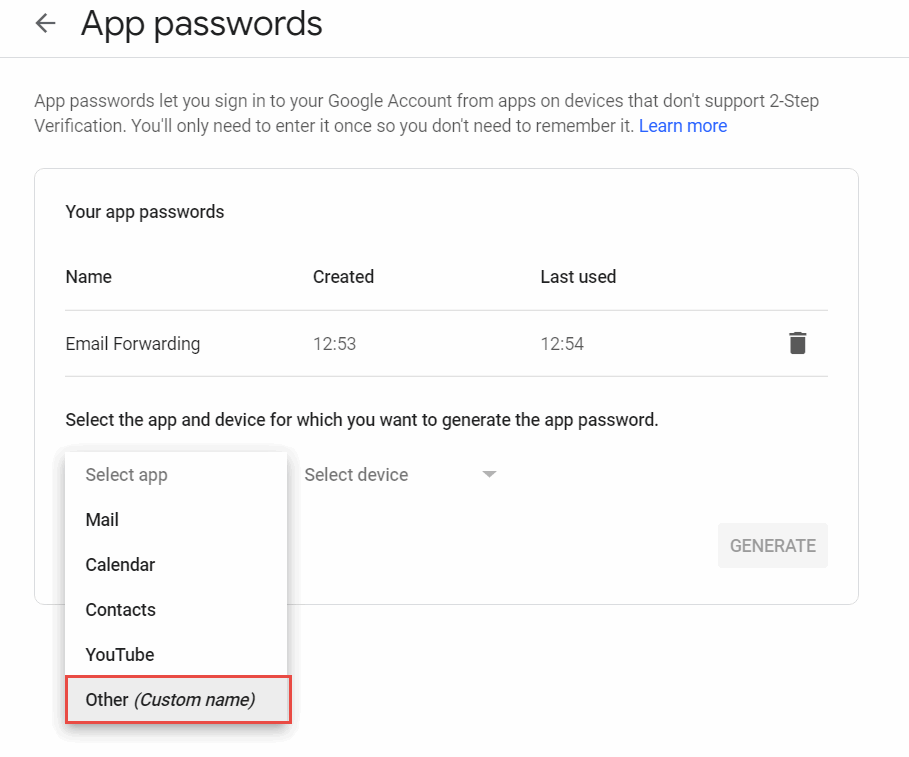 App passwords
App passwords let you sign in to your Google Account from apps on devices that don't support 2-Step
Verification. You'll only need to enter it once so you don't need to remember it. Learn more
Your app passwords
Name Created Last used
Email Forwarding 12:53 12:54
Select the app and device for which you want to generate the app password.
Select app Select device
Mail
Calendar
GENERATE
Contacts
YouTube
Other (Custom name)